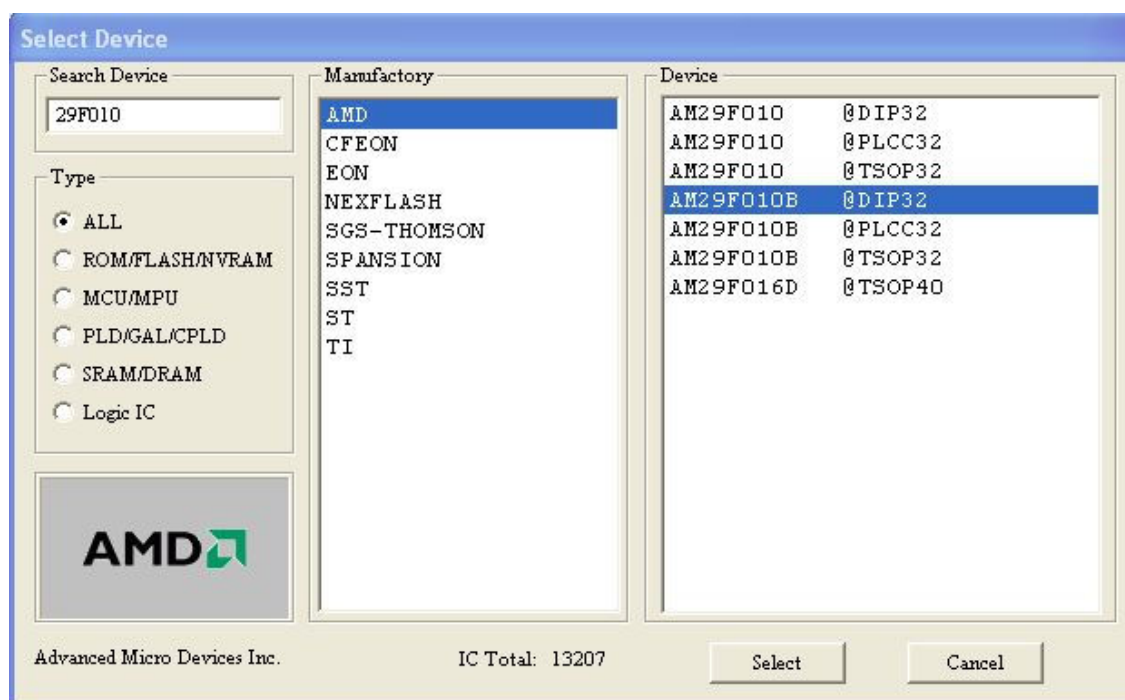 Select Device
Search Device
29F010
Type
ALL
ROM/FLASH/NVRAM
MCU/MPU
PLD/GAL/CPLD
SRAM/DRAM
Logic IC
AMD
Advanced Micro Devices Inc.
Manufactory
AMD
CFEON
EON
NEXFLASH
SGS-THOMSON
SPANSION
SST
ST
TI
IC Total: 13207
Device
AM29F010 @DIP32
AM29F010 @PLCC32
AM29F010 @TSOP32
AM29F010B @DIP32
AM29F010B @PLCC32
AM29F010B @TSOP32
AM29F016D @TSOP40
Select
Cancel